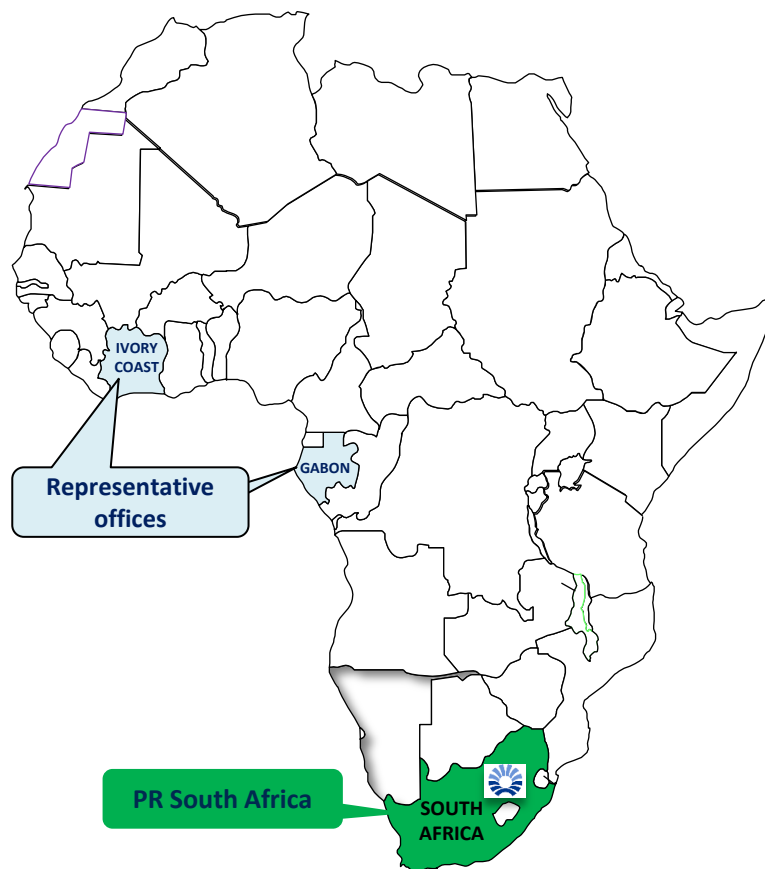 IVORY
COAST
GABON
Representative
offices
PR South Africa
SOUTH
AFRICA